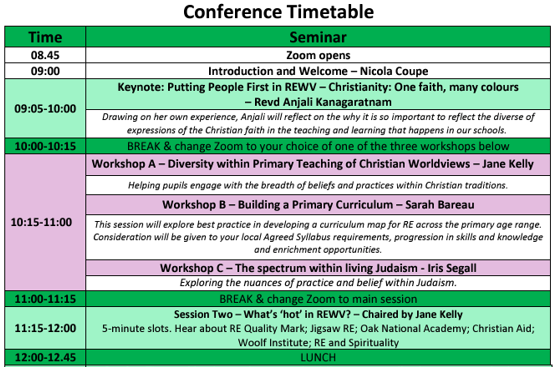 Conference Timetable
Time Seminar
08.45 Zoom opens
09:00 Introduction and Welcome – Nicola Coupe
09:05-10:00 Keynote: Putting People First in REWV – Christianity: One faith, many colours
– Revd Anjali Kanagaratnam
Drawing on her own experience, Anjali will reflect on the why it is so important to reflect the diverse of
expressions of the Christian faith in the teaching and learning that happens in our schools.
10:00-10:15 BREAK & change Zoom to your choice of one of the three workshops below
10:15-11:00 Workshop A – Diversity within Primary Teaching of Christian Worldviews – Jane Kelly
Helping pupils engage with the breadth of beliefs and practices within Christian traditions.
Workshop B – Building a Primary Curriculum – Sarah Bareau
This session will explore best practice in developing a curriculum map for RE across the primary age range.
Consideration will be given to your local Agreed Syllabus requirements, progression in skills and knowledge
and enrichment opportunities.
Workshop C – The spectrum within living Judaism - Iris Segall
Exploring the nuances of practice and belief within Judaism.
11:00-11:15 BREAK & change Zoom to main session
11:15-12:00 Session Two – What's 'hot' in REWV? – Chaired by Jane Kelly
5-minute slots. Hear about RE Quality Mark; Jigsaw RE; Oak National Academy; Christian Aid;
Woolf Institute; RE and Spirituality
12:00-12.45 LUNCH